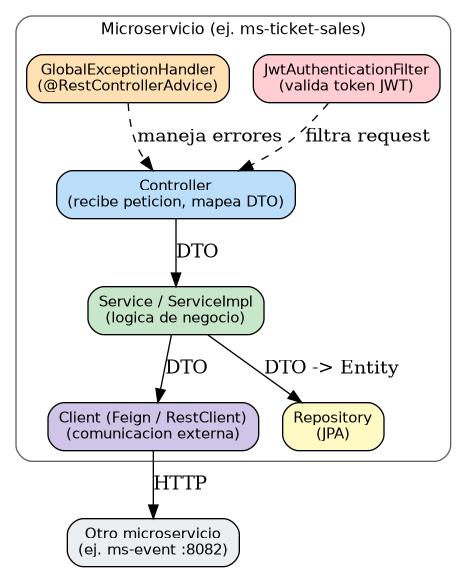 Microservicio (ej. ms-ticket-sales)
GlobalExceptionHandler
(@RestControllerAdvice)
JwtAuthenticationFilter
(valida token JWT)
maneja errores
filtra request
Controller
(recibe peticion, mapea DTO)
DTO
Service / ServiceImpl
(logica de negocio)
DTO
DTO -> Entity
Client (Feign / RestClient)
(comunicacion externa)
Repository
(JPA)
HTTP
Otro microservicio
(ej. ms-event :8082)